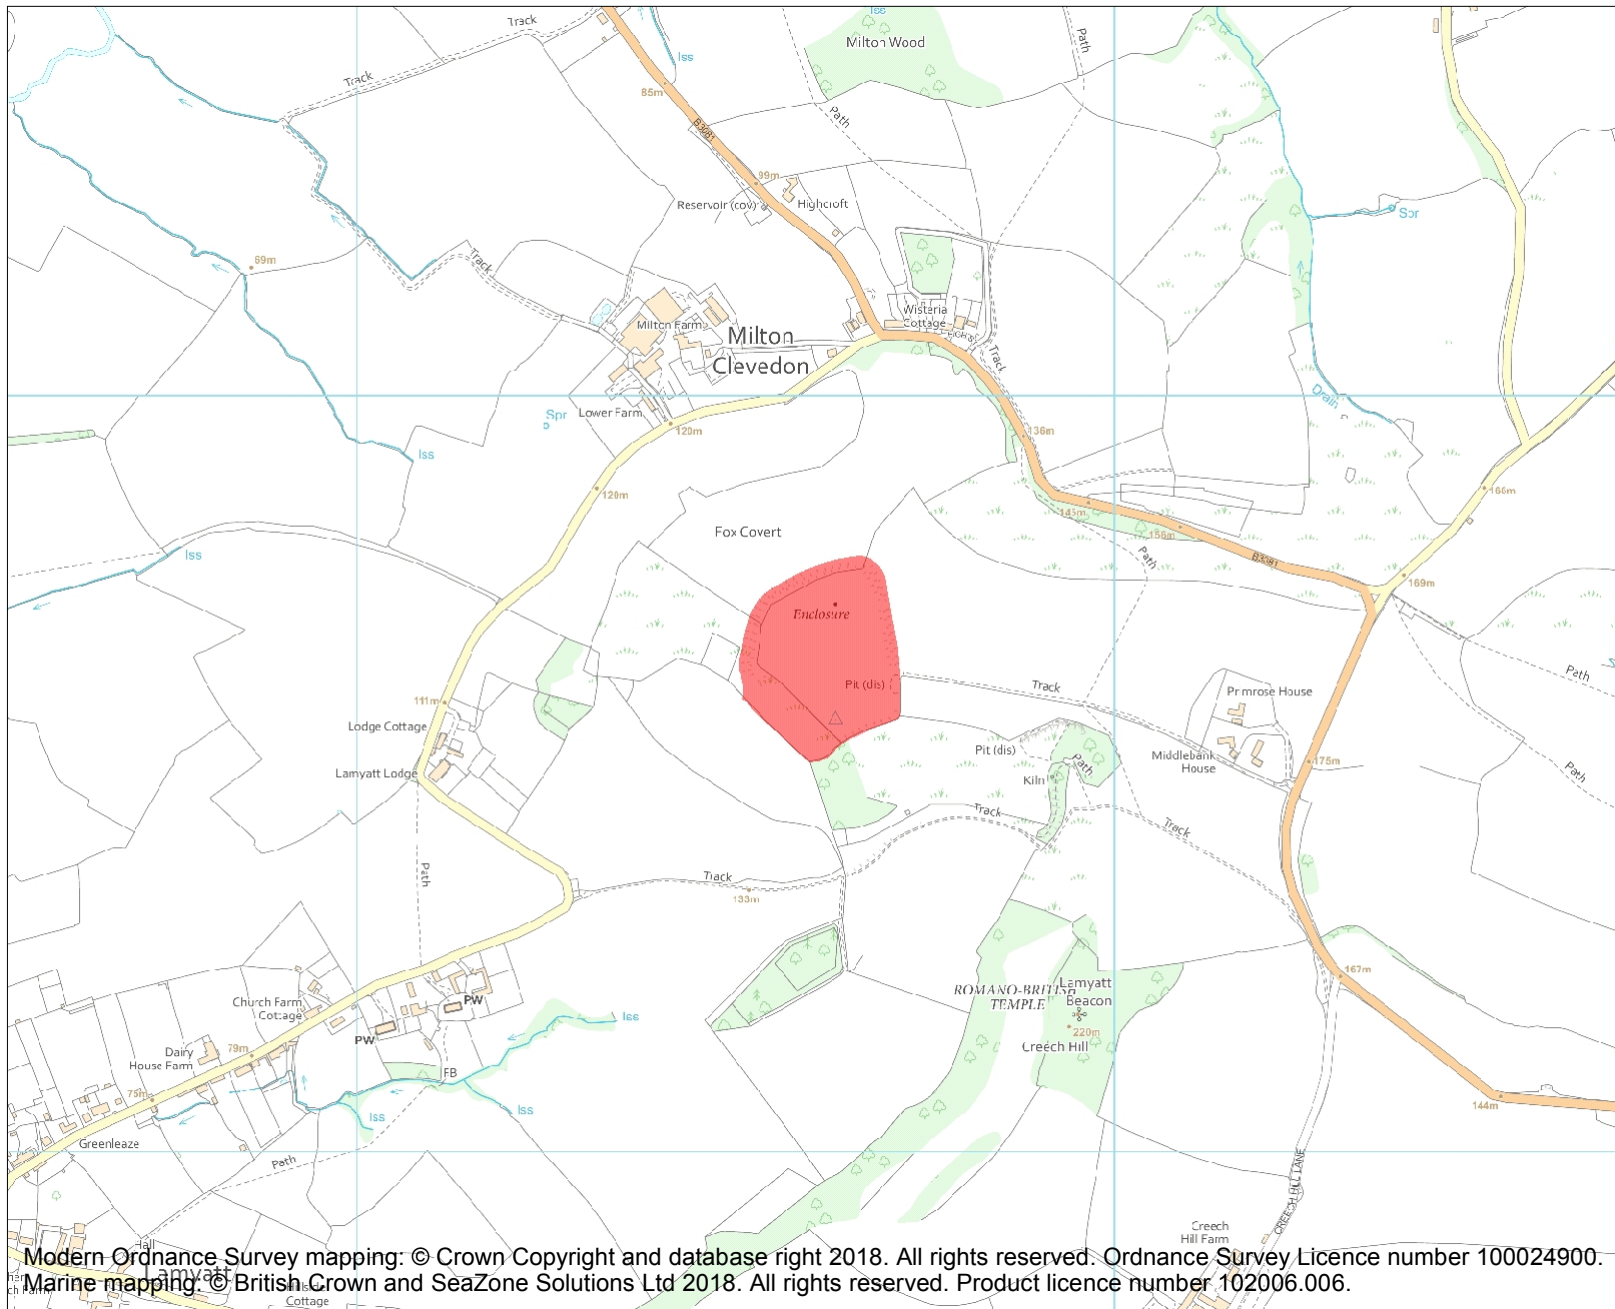 Track
Iss
Iss
Milton Wood
Path
Track
85m
B3081
Path
99m
Reservoir (cov)
Highcroft
Spr
69m
Track
Milton Farm
Milton
Clevedon
Wisteria
Cottage
Track
Drain
Spr
Lower Farm
120m
136m
Iss
120m
145m
156m
166m
Fox Covert
Path
B3081
169m
Iss
Enclosure
Pit (dis)
Track
Path
Primrose House
111m
Lodge Cottage
Pit (dis)
Middlebank
House
175m
Path
Lamyatt Lodge
Kiln
Path
Track
Track
Path
Track
133m
167m
ROMANO-BRITISH
TEMPLE
Lamyatt
Beacon
220m
Creech Hill
Church Farm
Cottage
PW
Iss
PW
79m
Dairy
House Farm
FB
75m
Iss
Iss
144m
Greenleaze
Path
CREECH HILL LANE
Creech
Hill Farm
Hall
Modern Ordnance Survey mapping: © Crown Copyright and database right 2018. All rights reserved. Ordnance Survey Licence number 100024900.
Lamyatt
Marine mapping: © British Crown and SeaZone Solutions Ltd 2018. All rights reserved. Product licence number 102006.006.
Cottage